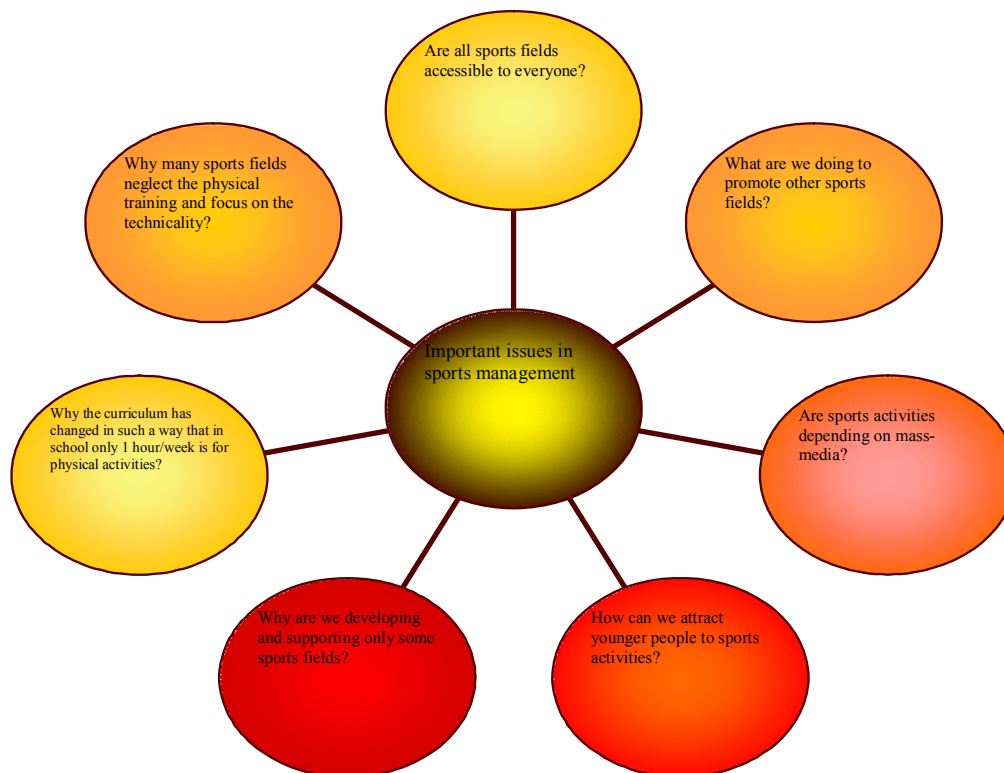 Are all sports fields
accessible to everyone?
Why many sports fields
neglect the physical
training and focus on the
technicality?
What are we doing to
promote other sports
fields?
Important issues in
sports management
Why the curriculum has
changed in such a way that in
school only 1 hour/week is for
physical activities?
Are sports activities
depending on mass-
media?
Why are we developing
and supporting only some
sports fields?
How can we attract
younger people to sports
activities?